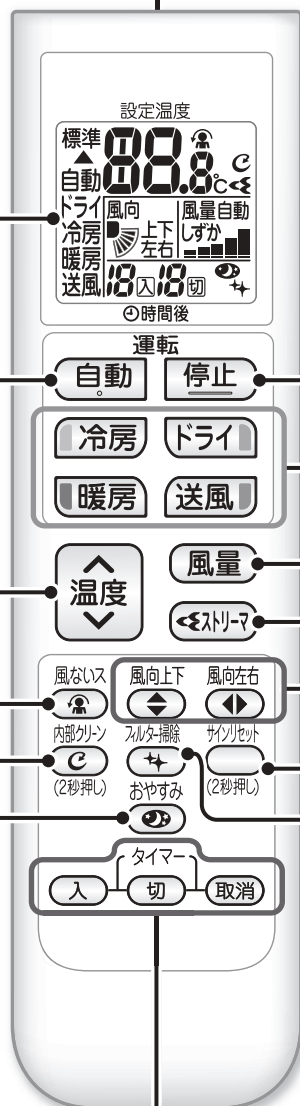 設定温度
標準 88.8℃
自動
ドライ 風向 風量自動
冷房 上下 しずか
暖房 左右
送風 18入18切
時間後
運転
自動 停止
冷房 ドライ
暖房 送風
温度 風量
ストリーマ
風ないス 風向上下 風向左右
内部クリーン フィルター掃除 サインリセット
(2秒押し) (2秒押し)
おやすみ
タイマー
入 切 取消